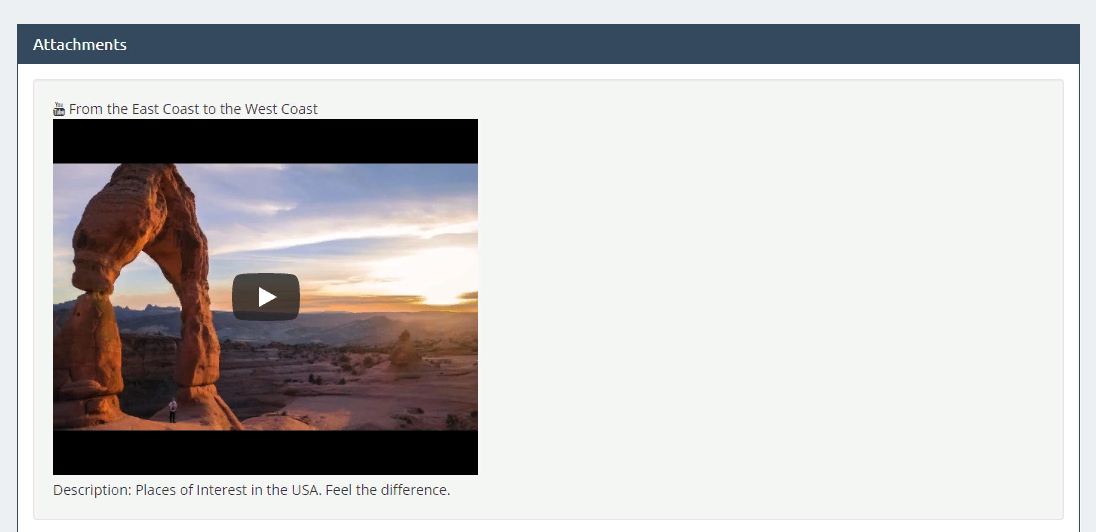 Attachments
From the East Coast to the West Coast
Description: Places of Interest in the USA. Feel the difference.